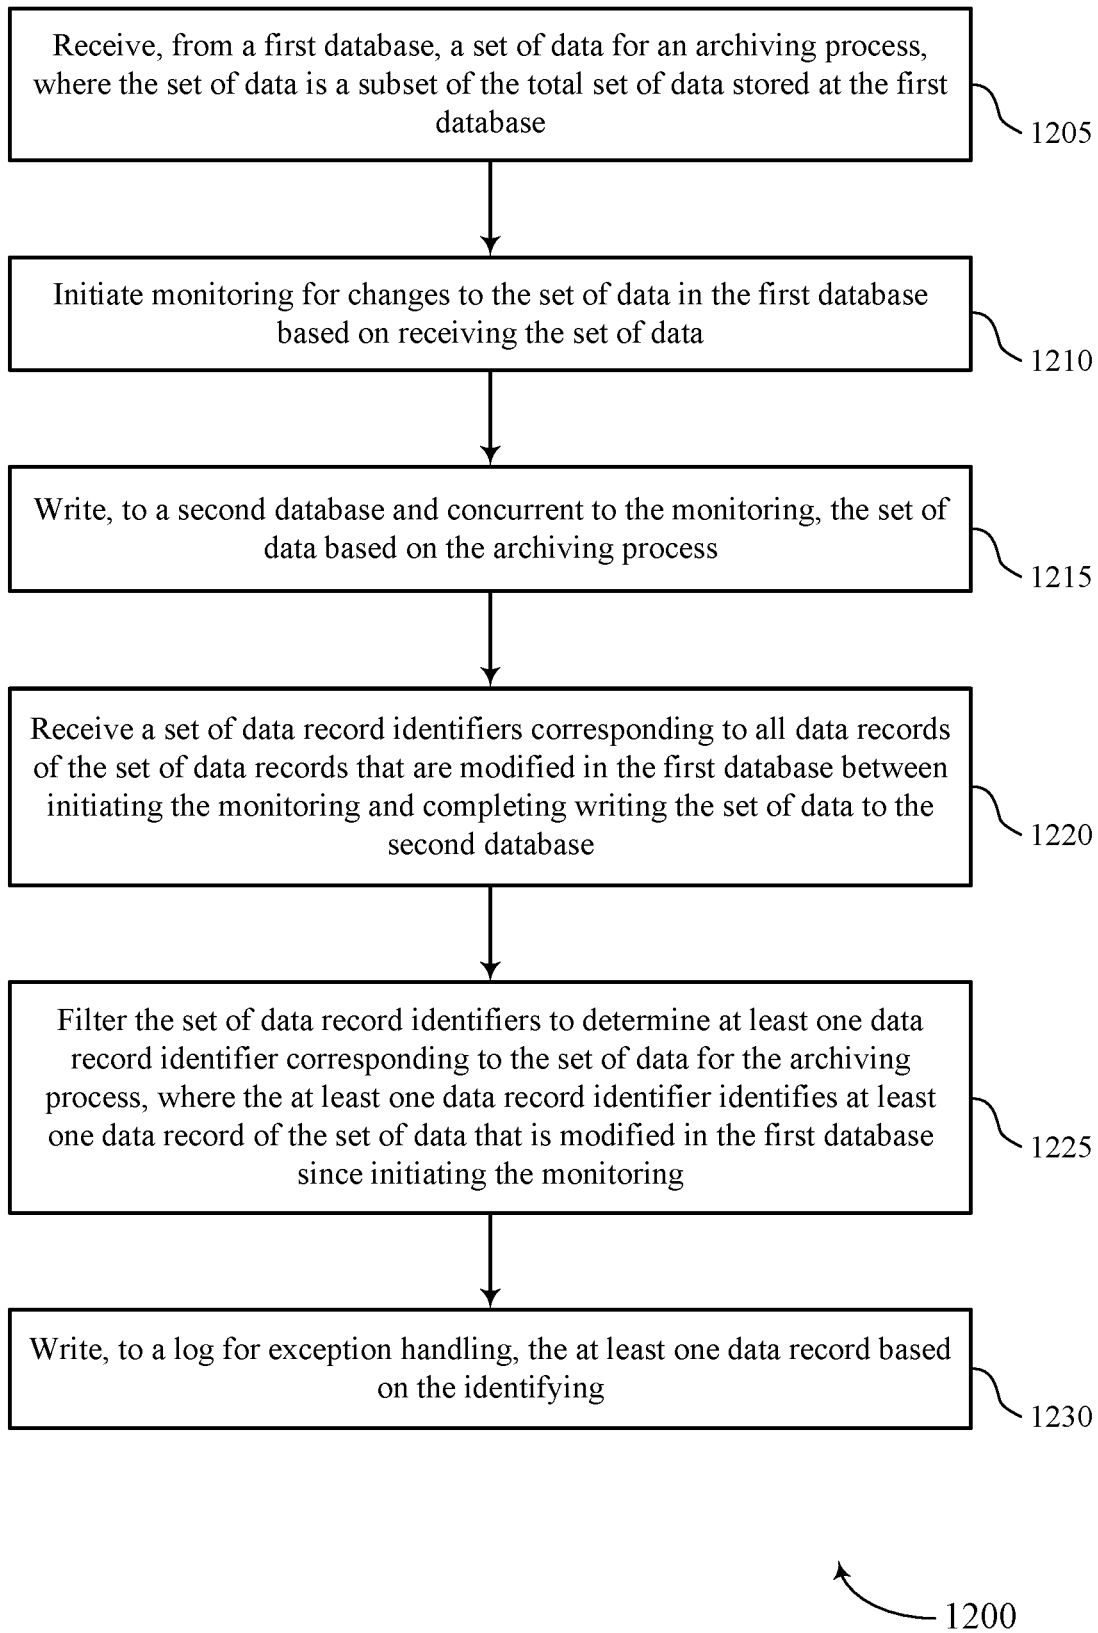 Receive, from a first database, a set of data for an archiving process,
where the set of data is a subset of the total set of data stored at the first
database
1205
Initiate monitoring for changes to the set of data in the first database
based on receiving the set of data
1210
Write, to a second database and concurrent to the monitoring, the set of
data based on the archiving process
1215
Receive a set of data record identifiers corresponding to all data records
of the set of data records that are modified in the first database between
initiating the monitoring and completing writing the set of data to the
second database
1220
Filter the set of data record identifiers to determine at least one data
record identifier corresponding to the set of data for the archiving
process, where the at least one data record identifier identifies at least
one data record of the set of data that is modified in the first database
since initiating the monitoring
1225
Write, to a log for exception handling, the at least one data record based
on the identifying
1230
1200